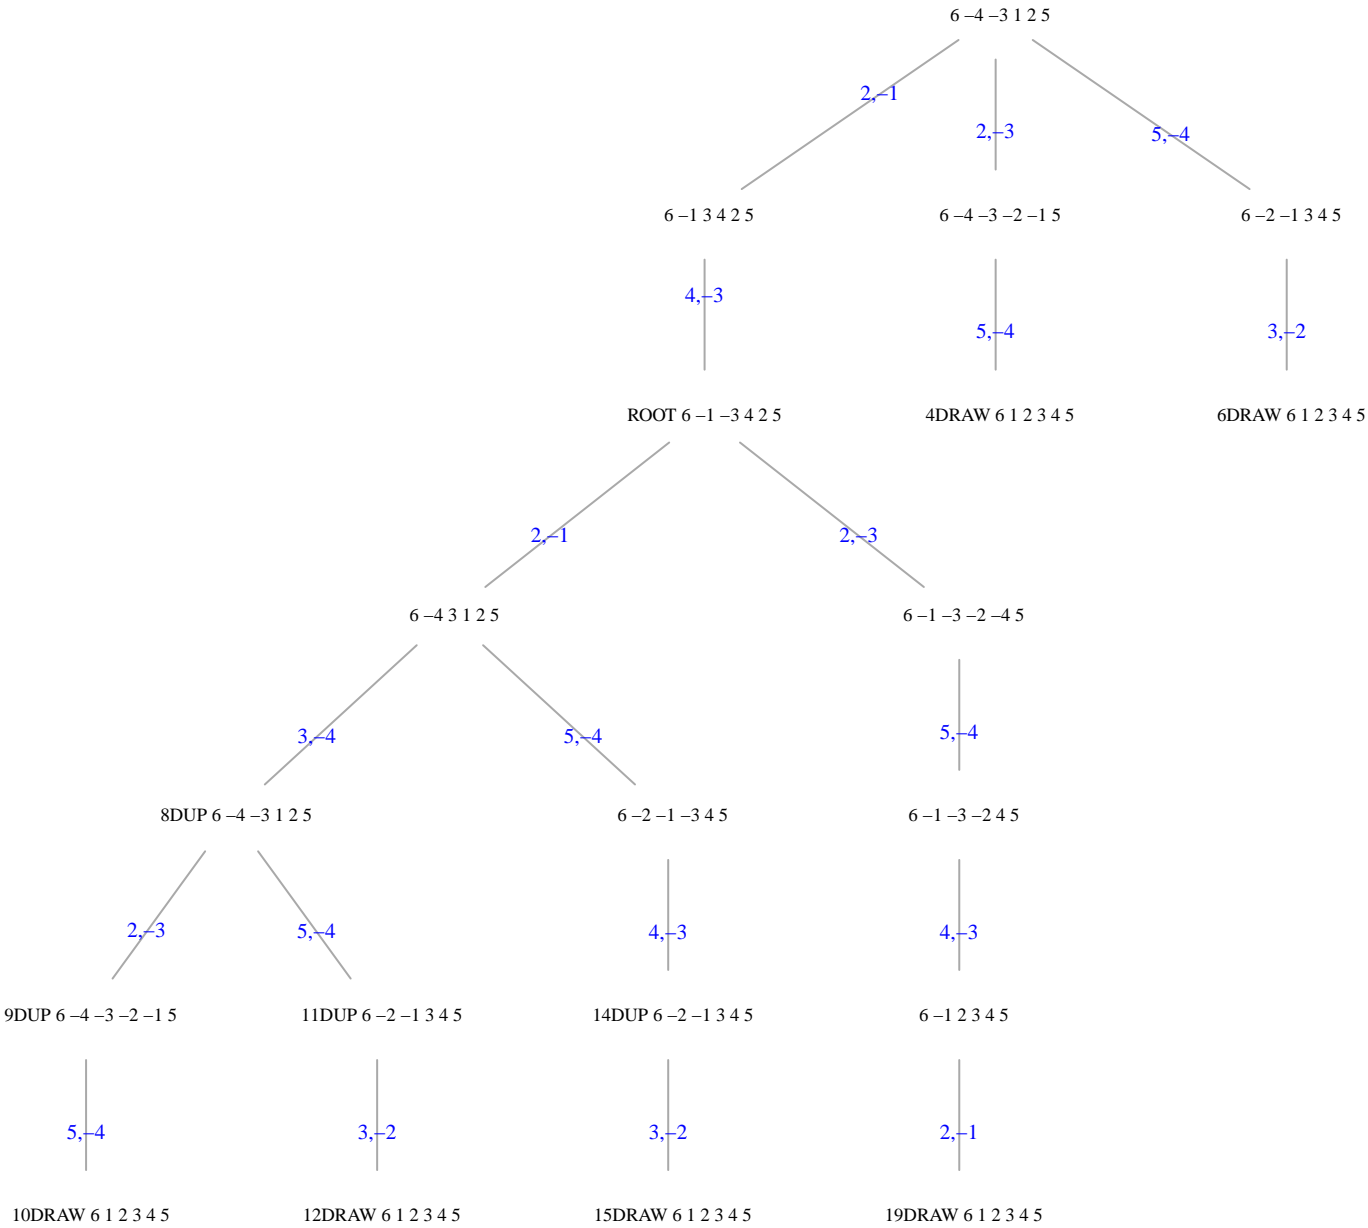 6 –4 –3 1 2 5
2,–1
2,–3
5,–4
6 –1 3 4 2 5
6 –4 –3 –2 –1 5
6 –2 –1 3 4 5
4,–3
5,–4
3,–2
ROOT 6 –1 –3 4 2 5
4DRAW 6 1 2 3 4 5
6DRAW 6 1 2 3 4 5
2,–1
2,–3
6 –4 3 1 2 5
6 –1 –3 –2 –4 5
3,–4
5,–4
5,–4
8DUP 6 –4 –3 1 2 5
6 –2 –1 –3 4 5
6 –1 –3 –2 4 5
2,–3
5,–4
4,–3
4,–3
9DUP 6 –4 –3 –2 –1 5
11DUP 6 –2 –1 3 4 5
14DUP 6 –2 –1 3 4 5
6 –1 2 3 4 5
5,–4
3,–2
3,–2
2,–1
10DRAW 6 1 2 3 4 5
12DRAW 6 1 2 3 4 5
15DRAW 6 1 2 3 4 5
19DRAW 6 1 2 3 4 5